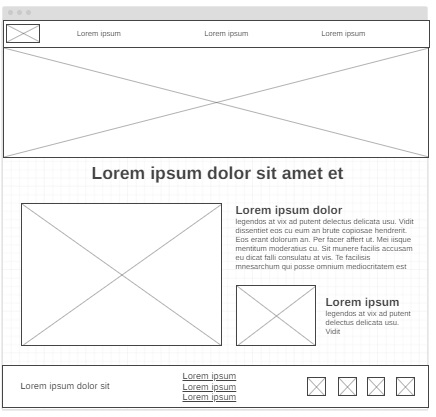 Lorem ipsum
Lorem ipsum
Lorem ipsum
Lorem ipsum dolor sit amet et
Lorem ipsum dolor
legendos at vix ad putent delectus delicata usu. Vidit
dissentiet eos cu eum an brute copiosae hendrerit.
Eos erant dolorum an. Per facer affert ut. Mei iisque
mentitum moderatius cu. Sit munere facilis accusam
eu dicat falli consulatu at vis. Te facilisis
mnesarchum qui posse omnium mediocritatem est
Lorem ipsum
legendos at vix putent
delectus delicata usu.
Vidit
Lorem ipsum dolor sit
Lorem ipsum
Lorem ipsum
Lorem ipsum